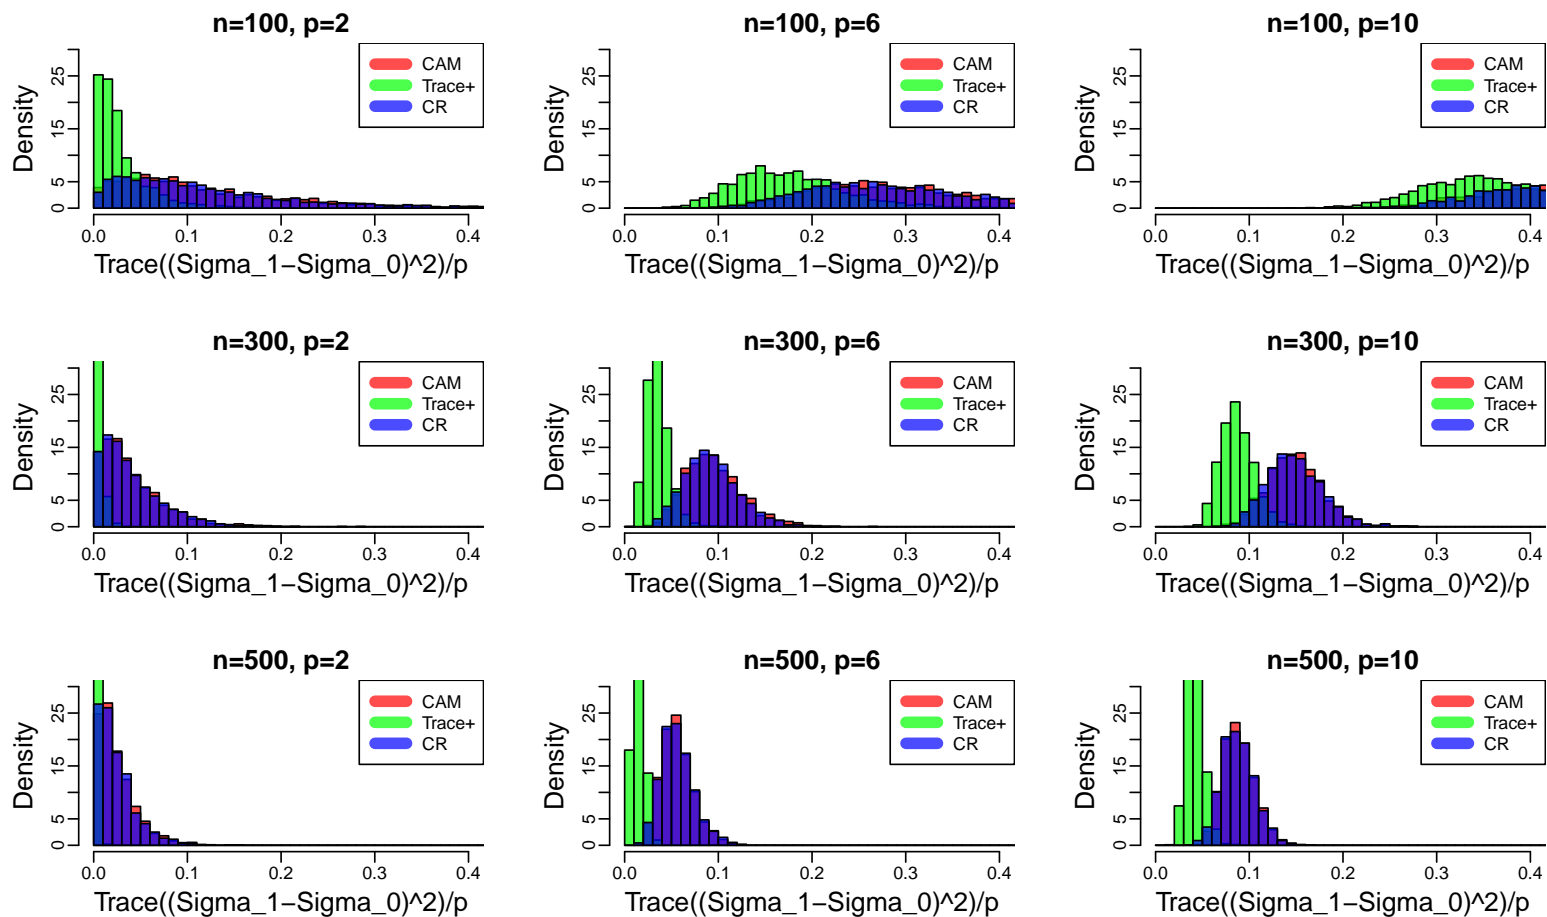 n=100, p=2
Density
0 5 15 25
CAM
Trace+
CR
0.0 0.1 0.2 0.3 0.4
Trace((Sigma_1−Sigma_0)^2)/p
n=100, p=6
Density
0 5 15 25
CAM
Trace+
CR
0.0 0.1 0.2 0.3 0.4
Trace((Sigma_1−Sigma_0)^2)/p
n=100, p=10
Density
0 5 15 25
CAM
Trace+
CR
0.0 0.1 0.2 0.3 0.4
Trace((Sigma_1−Sigma_0)^2)/p
n=300, p=2
Density
0 5 15 25
CAM
Trace+
CR
0.0 0.1 0.2 0.3 0.4
Trace((Sigma_1−Sigma_0)^2)/p
n=300, p=6
Density
0 5 15 25
CAM
Trace+
CR
0.0 0.1 0.2 0.3 0.4
Trace((Sigma_1−Sigma_0)^2)/p
n=300, p=10
Density
0 5 15 25
CAM
Trace+
CR
0.0 0.1 0.2 0.3 0.4
Trace((Sigma_1−Sigma_0)^2)/p
n=500, p=2
Density
0 5 15 25
CAM
Trace+
CR
0.0 0.1 0.2 0.3 0.4
Trace((Sigma_1−Sigma_0)^2)/p
n=500, p=6
Density
0 5 15 25
CAM
Trace+
CR
0.0 0.1 0.2 0.3 0.4
Trace((Sigma_1−Sigma_0)^2)/p
n=500, p=10
Density
0 5 15 25
CAM
Trace+
CR
0.0 0.1 0.2 0.3 0.4
Trace((Sigma_1−Sigma_0)^2)/p